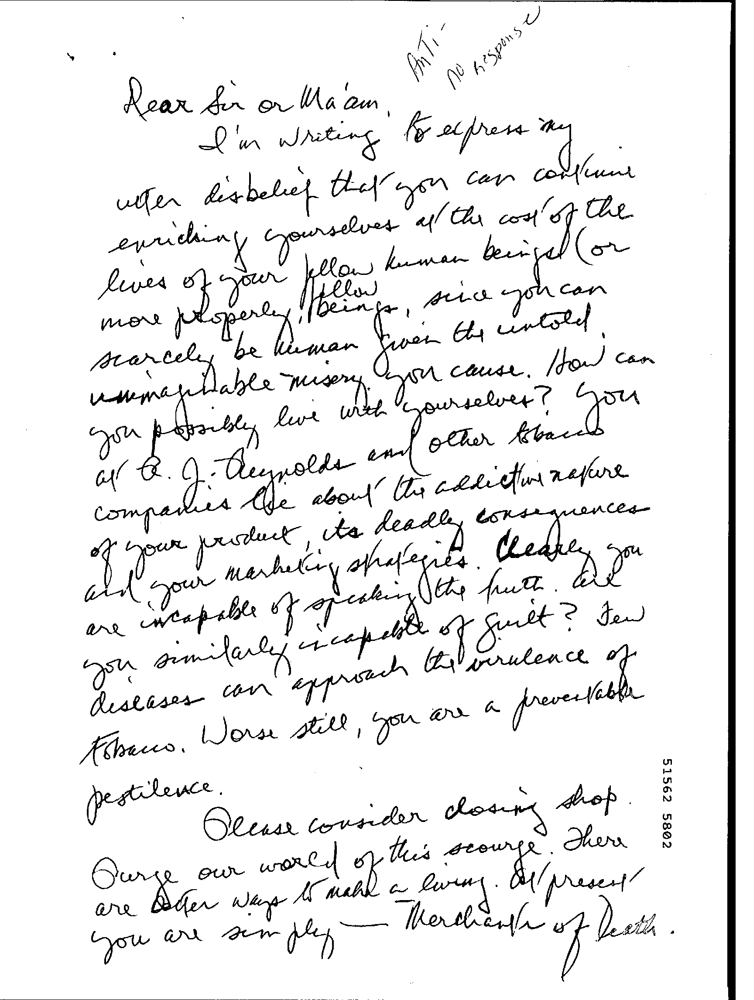 Anti-
no response
Dear Sir or Ma'am,
I'm writing to express my
utter disbelief that you can continue
enriching yourselves at the cost of the
lives of your fellow human beings (or
more properly, fellow beings, since you can
scarcely be human given the untold,
unimaginable misery you cause. How can
you possibly live with yourselves? You
at R. J. Reynolds and other tobacco
companies lie about the addictive nature
of your product, its deadly consequences
and your marketing strategies. Clearly you
are incapable of speaking the truth. Are
you similarly incapable of guilt? Few
diseases can approach the virulence of
tobacco. Worse still, you are a preventable
pestilence.
Please consider closing shop.
Purge our world of this scourge. There
are other ways to make a living. At present
you are simply — Merchants of Death.
51562 5802